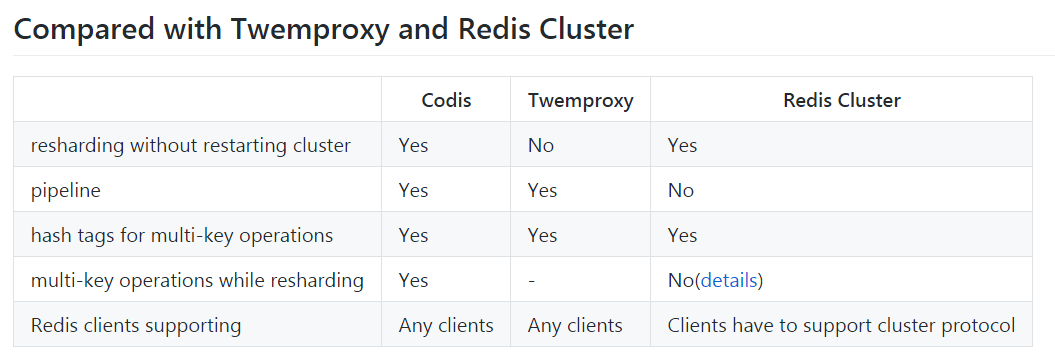 Compared with Twemproxy and Redis Cluster
Codis Twemproxy Redis Cluster
resharding without restarting cluster Yes No Yes
pipeline Yes Yes No
hash tags for multi-key operations Yes Yes Yes
multi-key operations while resharding Yes - No(details)
Redis clients supporting Any clients Any clients Clients have to support cluster protocol